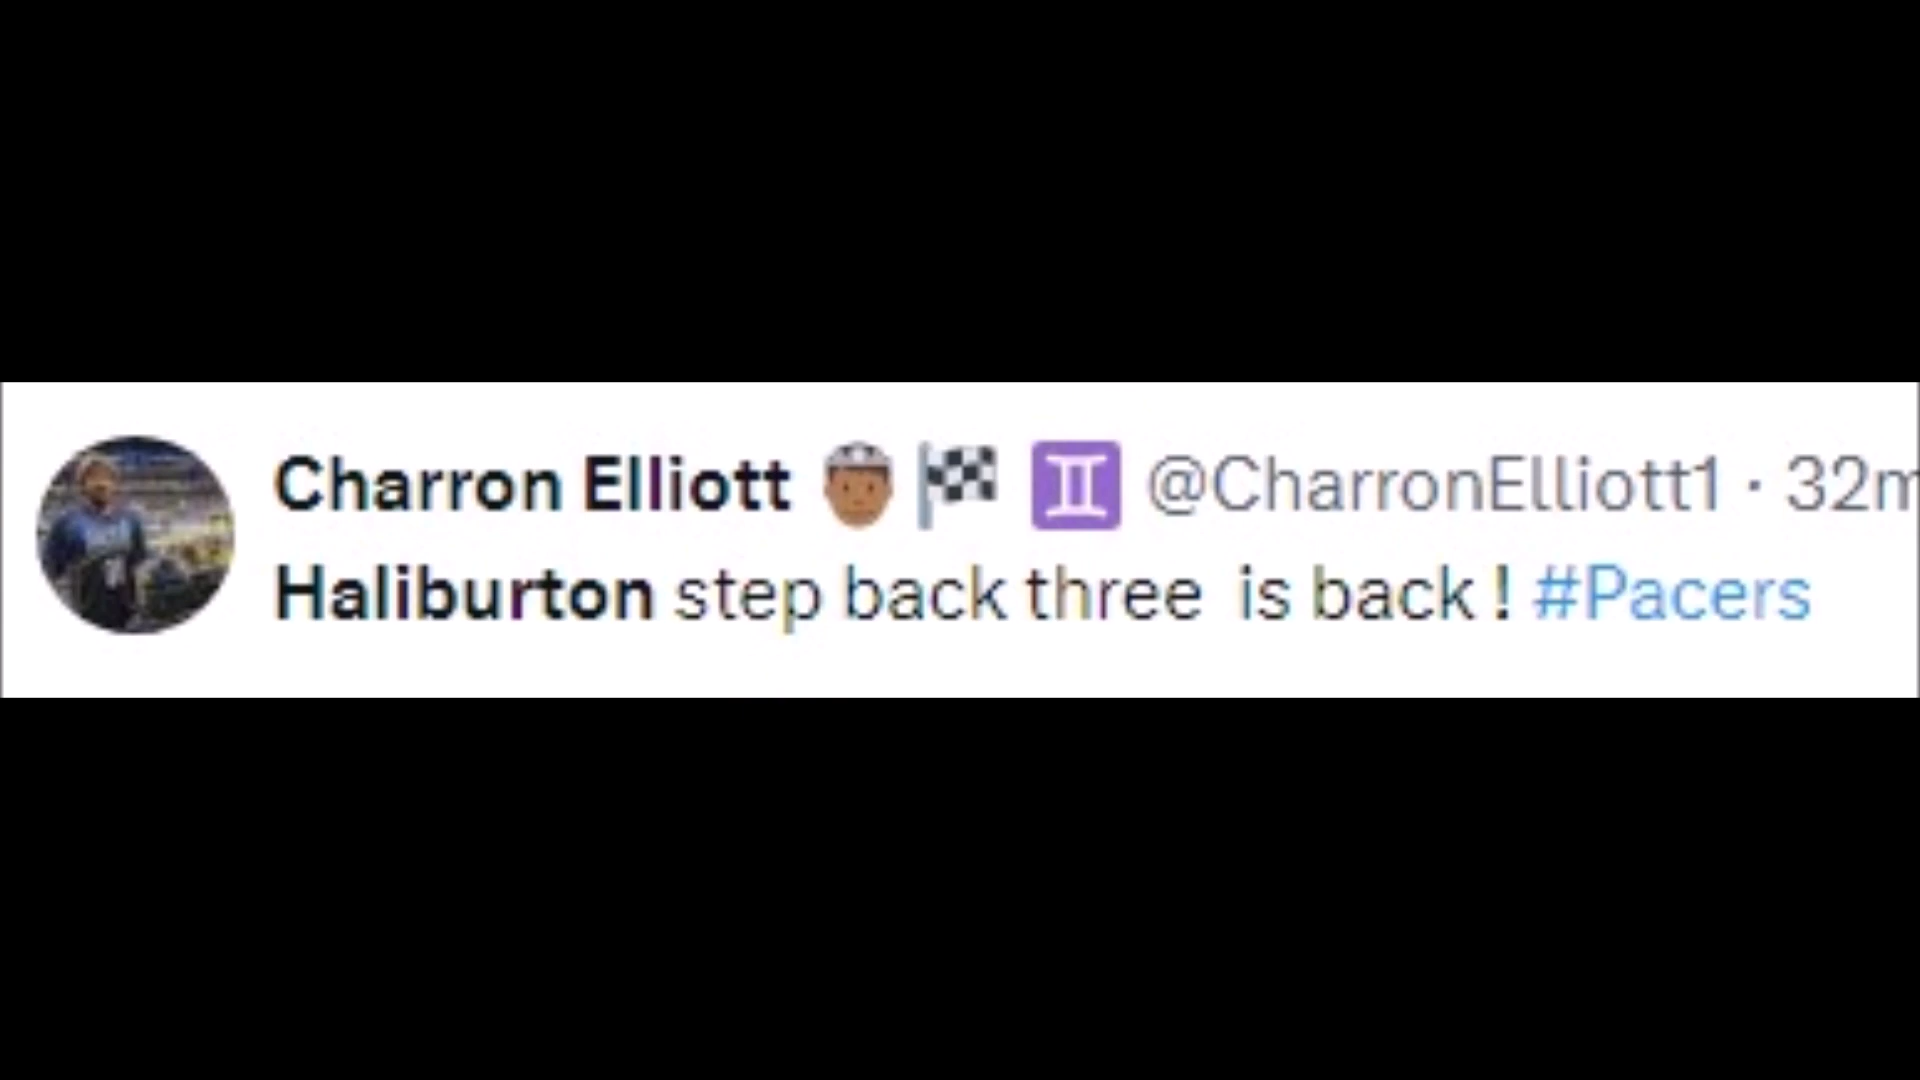 Charron Elliott @CharronElliott1 · 32m
Haliburton step back three is back ! #Pacers